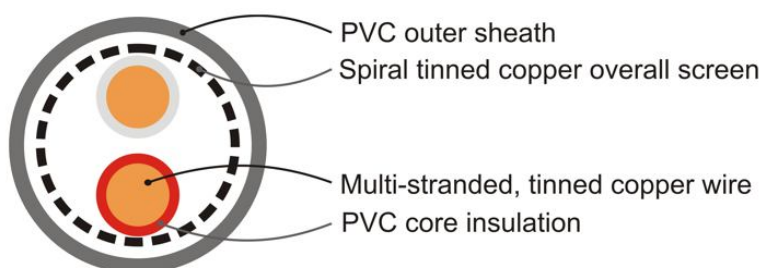 PVC outer sheath
Spiral tinned copper overall screen
Multi-stranded, tinned copper wire
PVC core insulation